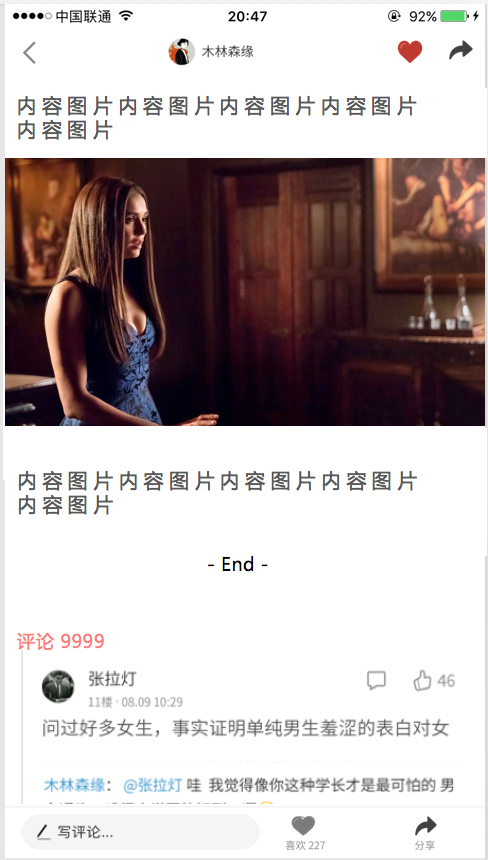 中国联通
20:47
92%
木林森缘
内容图片内容图片内容图片内容图片
内容图片
内容图片内容图片内容图片内容图片
内容图片
- End -
评论 9999
张拉灯
46
11楼 · 08.09 10:29
问过好多女生，事实证明单纯男生羞涩的表白对女
木林森缘：@张拉灯 哇 我觉得像你这种学长才是最可怕的 男
写评论...
喜欢 227
分享